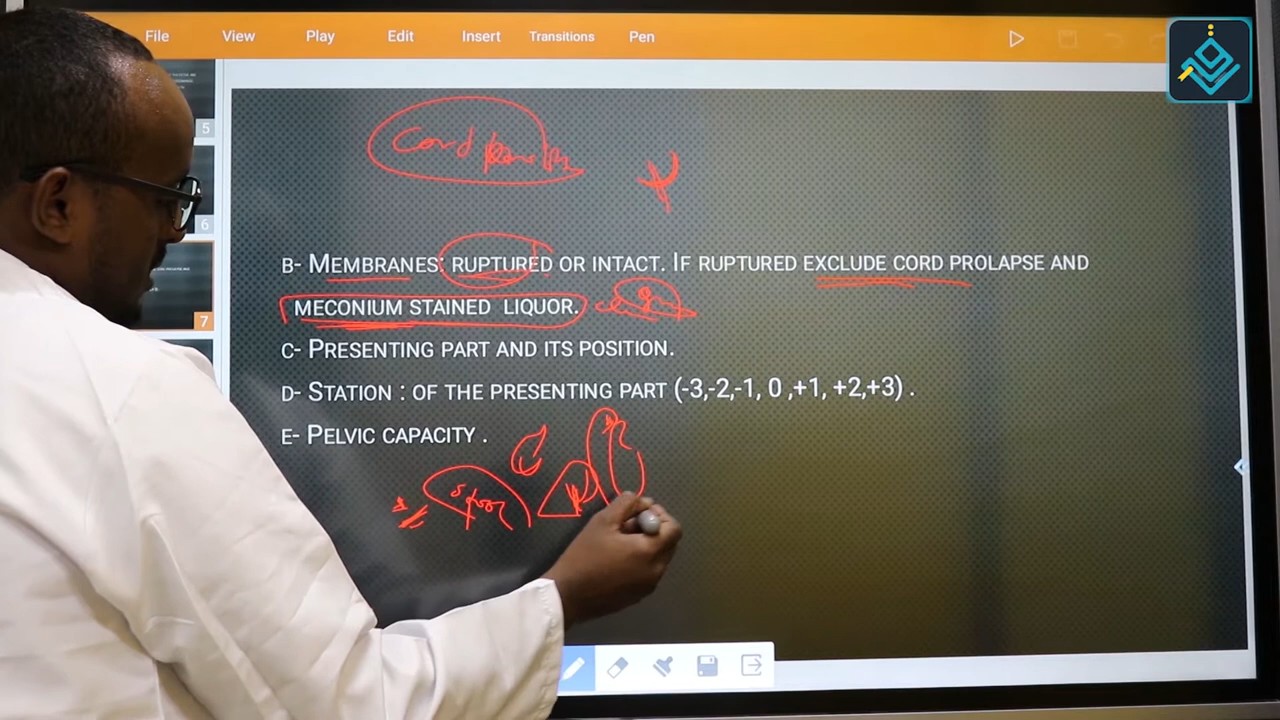 File View Play Edit Insert Transitions Pen
5
6
7
Cord
B- MEMBRANES: RUPTURED OR INTACT. IF RUPTURED EXCLUDE CORD PROLAPSE AND
MECONIUM STAINED LIQUOR.
C- PRESENTING PART AND ITS POSITION.
D- STATION : OF THE PRESENTING PART (-3,-2,-1, 0 ,+1, +2,+3) .
E- PELVIC CAPACITY .